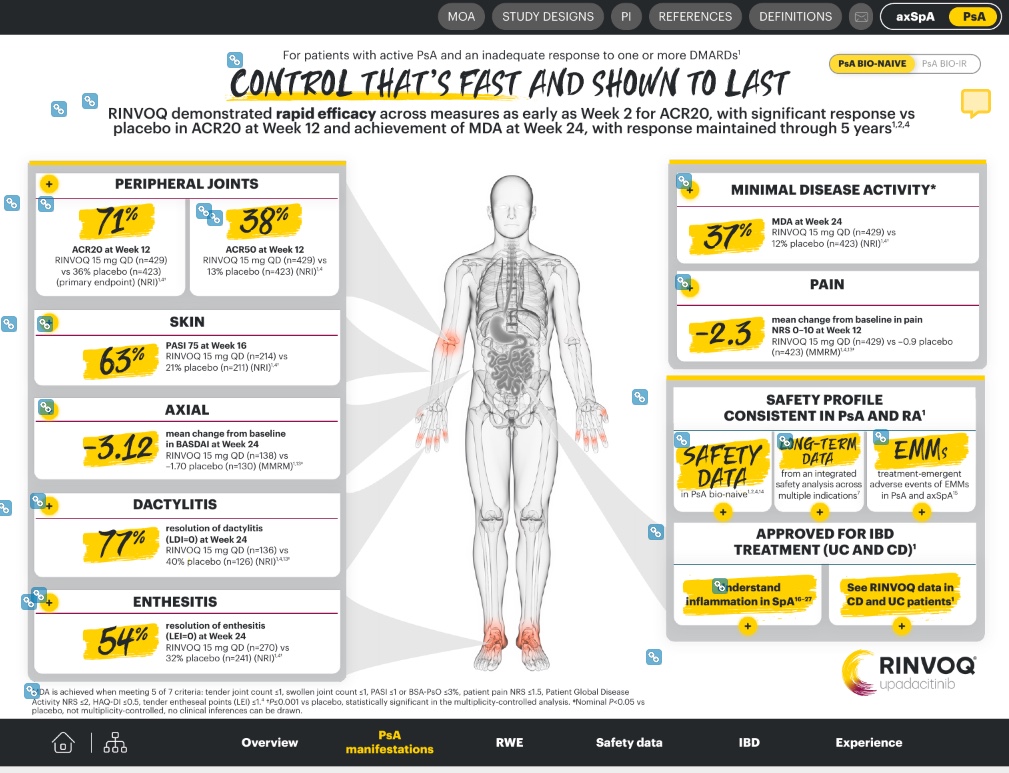 MOA
STUDY DESIGNS
PI
REFERENCES
DEFINITIONS
axSpA
PsA
For patients with active PsA and an inadequate response to one or more DMARDs¹
PsA BIO-NAIVE
PsA BIO-IR
CONTROL THAT'S FAST AND SHOWN TO LAST
RINVOQ demonstrated rapid efficacy across measures as early as Week 2 for ACR20, with significant response vs
placebo in ACR20 at Week 12 and achievement of MDA at Week 24, with response maintained through 5 years¹,²,⁴
+
PERIPHERAL JOINTS
71%
ACR20 at Week 12
RINVOQ 15 mg QD (n=429)
vs 36% placebo (n=423)
(primary endpoint) (NRI)
38%
ACR50 at Week 12
RINVOQ 15 mg QD (n=429) vs
13% placebo (n=423) (NRI)¹,⁴
SKIN
63%
PASI 75 at Week 16
RINVOQ 15 mg QD (n=214) vs
21% placebo (n=211) (NRI)
AXIAL
-3.12
mean change from baseline
in BASDAI at Week 24
RINVOQ 15 mg QD (n=138) vs
–1.70 placebo (n=130) (MMRM)
DACTYLITIS
77%
resolution of dactylitis
(LDI=0) at Week 24
RINVOQ 15 mg QD (n=136) vs
40% placebo (n=126) (NRI)
+
ENTHESITIS
54%
resolution of enthesitis
(LEI=0) at Week 24
RINVOQ 15 mg QD (n=270) vs
32% placebo (n=241) (NRI)
MINIMAL DISEASE ACTIVITY*
37%
MDA at Week 24
RINVOQ 15 mg QD (n=429) vs
12% placebo (n=423) (NRI)
PAIN
-2.3
mean change from baseline in pain
NRS 0–10 at Week 12
RINVOQ 15 mg QD (n=429) vs –0.9 placebo
(n=423) (MMRM)
SAFETY PROFILE
CONSISTENT IN PsA AND RA¹
SAFETY
DATA
in PsA bio-naive
+
LONG-TERM
DATA
from an integrated
safety analysis across
multiple indications⁷
+
EMMs
treatment-emergent
adverse events of EMMs
in PsA and axSpA¹⁵
+
APPROVED FOR IBD
TREATMENT (UC AND CD)¹
Understand
inflammation in SpA¹⁶⁻²⁷
+
See RINVOQ data in
CD and UC patients¹
+
RINVOQ®
upadacitinib
MDA is achieved when meeting 5 of 7 criteria: tender joint count ≤1, swollen joint count ≤1, PASI ≤1 or BSA-PsO ≤3%, patient pain NRS ≤1.5, Patient Global Disease
Activity NRS ≤2, HAQ-DI ≤0.5, tender entheseal points (LEI) ≤1. P≤0.001 vs placebo, statistically significant in the multiplicity-controlled analysis. Nominal P<0.05 vs
placebo, not multiplicity-controlled, no clinical inferences can be drawn.
Overview
PsA
manifestations
RWE
Safety data
IBD
Experience